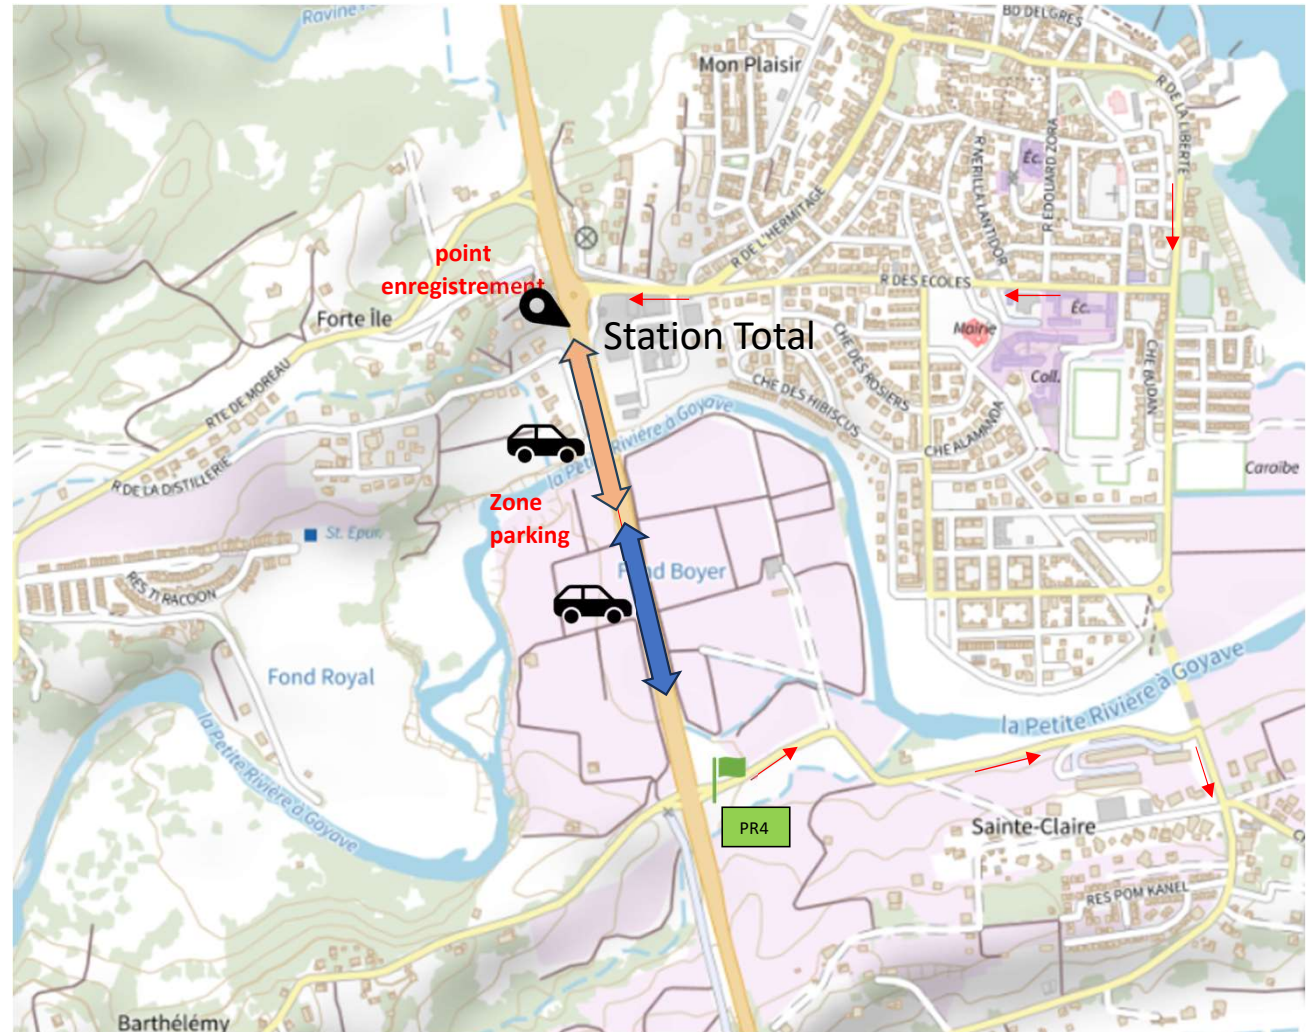 Ravine
BD DELGRES
Mon Plaisir
R DE LA LIBERTE
Éc.
R EDOUARD ZORA
R MERILLA LANTIDOR
R DE L'HERMITAGE
point
enregistrement
R DES ECOLES
Forte Île
Éc.
Mairie
Station Total
CHE DES ROSIERS
RTE DE MOREAU
Coll.
CHE BUDAN
CHE DES HIBISCUS
la Petite Rivière à Goyave
CHE ALAMANDA
R DE LA DISTILLERIE
Caraïbe
Zone
parking
St. Epur.
Fond Boyer
RES TI RACOON
Fond Royal
la Petite Rivière à Goyave
la Petite Rivière à Goyave
PR4
Sainte-Claire
RES POM KANEL
Barthélémy